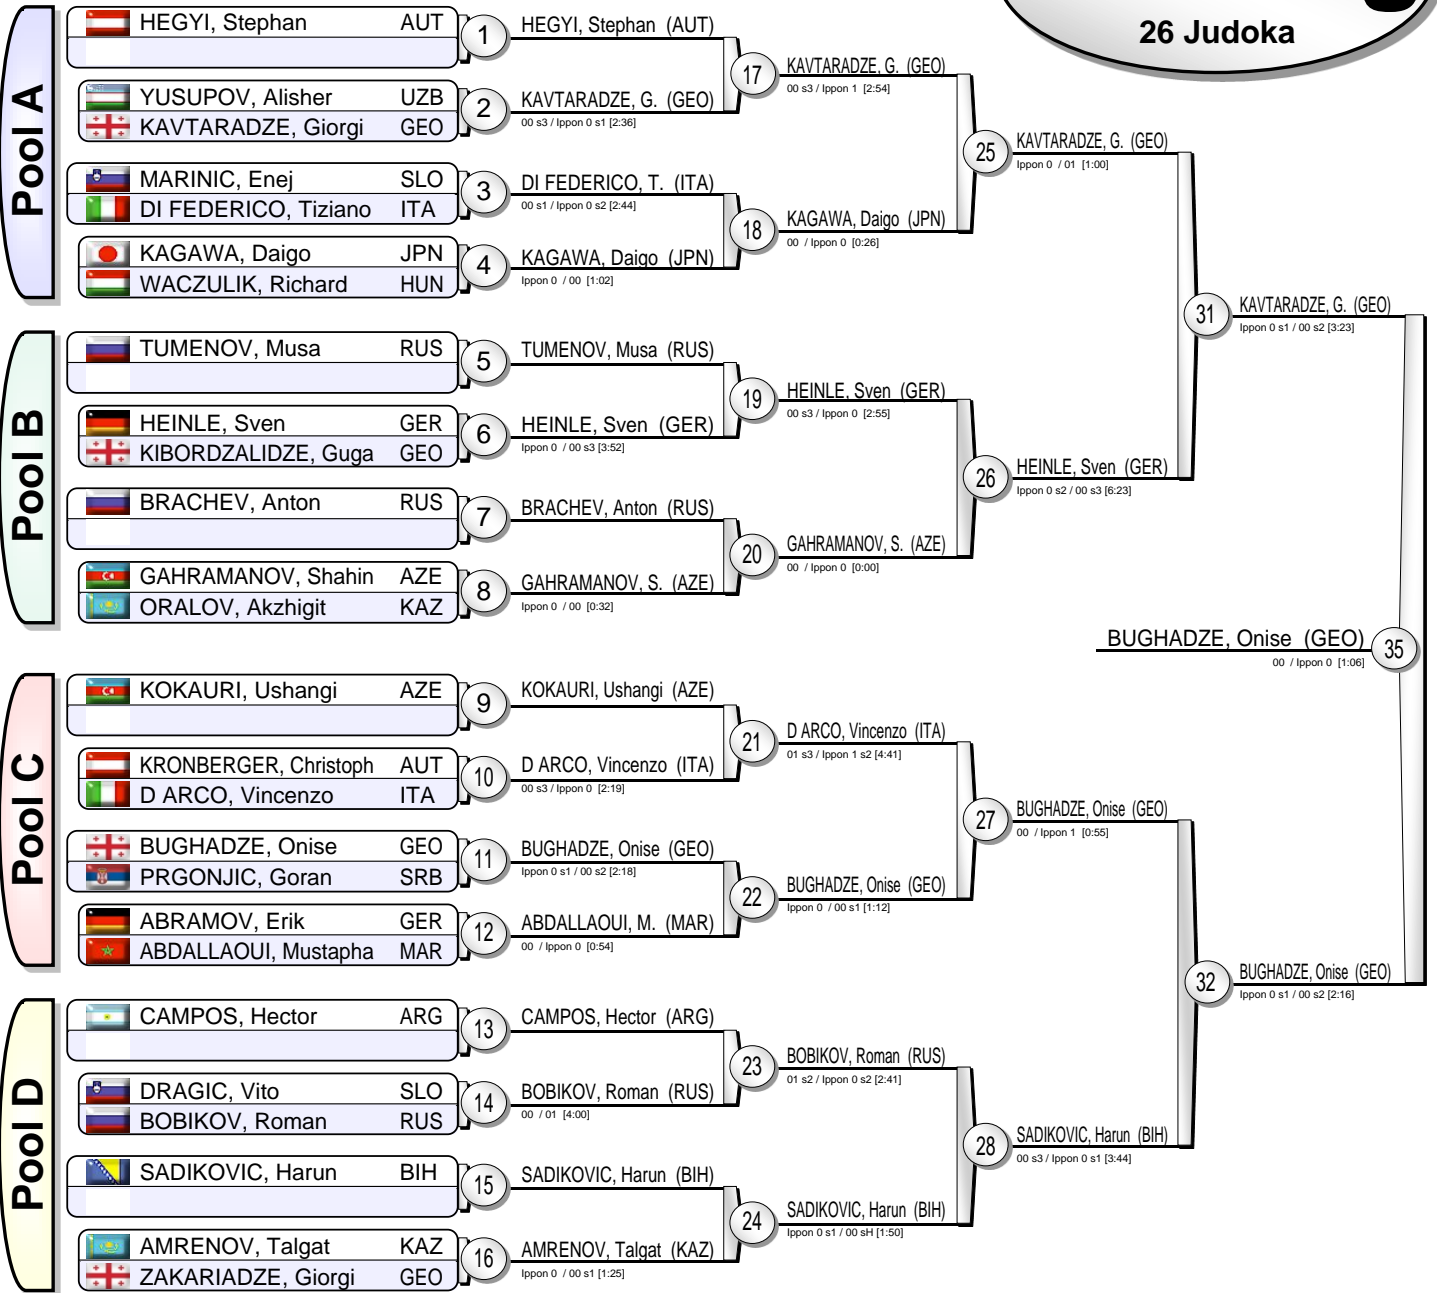 26 Judoka
Pool A
HEGYI, Stephan AUT
1
YUSUPOV, Alisher UZB
KAVTARADZE, Giorgi GEO
2
MARINIC, Enej SLO
DI FEDERICO, Tiziano ITA
3
KAGAWA, Daigo JPN
WACZULIK, Richard HUN
4
Pool B
TUMENOV, Musa RUS
5
HEINLE, Sven GER
KIBORDZALIDZE, Guga GEO
6
BRACHEV, Anton RUS
7
GAHRAMANOV, Shahin AZE
ORALOV, Akzhigit KAZ
8
Pool C
KOKAURI, Ushangi AZE
9
KRONBERGER, Christoph AUT
D ARCO, Vincenzo ITA
10
BUGHADZE, Onise GEO
PRGONJIC, Goran SRB
11
ABRAMOV, Erik GER
ABDALLAOUI, Mustapha MAR
12
Pool D
CAMPOS, Hector ARG
13
DRAGIC, Vito SLO
BOBIKOV, Roman RUS
14
SADIKOVIC, Harun BIH
15
AMRENOV, Talgat KAZ
ZAKARIADZE, Giorgi GEO
16
HEGYI, Stephan (AUT)
KAVTARADZE, G. (GEO)
00 s3 / Ippon 0 s1 [2:36]
DI FEDERICO, T. (ITA)
00 s1 / Ippon 0 s2 [2:44]
KAGAWA, Daigo (JPN)
Ippon 0 / 00 [1:02]
TUMENOV, Musa (RUS)
HEINLE, Sven (GER)
Ippon 0 / 00 s3 [3:52]
BRACHEV, Anton (RUS)
GAHRAMANOV, S. (AZE)
Ippon 0 / 00 [0:32]
KOKAURI, Ushangi (AZE)
D ARCO, Vincenzo (ITA)
00 s3 / Ippon 0 [2:19]
BUGHADZE, Onise (GEO)
Ippon 0 s1 / 00 s2 [2:18]
ABDALLAOUI, M. (MAR)
00 / Ippon 0 [0:54]
CAMPOS, Hector (ARG)
BOBIKOV, Roman (RUS)
00 / 01 [4:00]
SADIKOVIC, Harun (BIH)
AMRENOV, Talgat (KAZ)
Ippon 0 / 00 s1 [1:25]
17
KAVTARADZE, G. (GEO)
00 s3 / Ippon 1 [2:54]
18
KAGAWA, Daigo (JPN)
00 / Ippon 0 [0:26]
19
HEINLE, Sven (GER)
00 s3 / Ippon 0 [2:55]
20
GAHRAMANOV, S. (AZE)
00 / Ippon 0 [0:00]
21
D ARCO, Vincenzo (ITA)
01 s3 / Ippon 1 s2 [4:41]
22
BUGHADZE, Onise (GEO)
Ippon 0 / 00 s1 [1:12]
23
BOBIKOV, Roman (RUS)
01 s2 / Ippon 0 s2 [2:41]
24
SADIKOVIC, Harun (BIH)
Ippon 0 s1 / 00 sH [1:50]
25
KAVTARADZE, G. (GEO)
Ippon 0 / 01 [1:00]
26
HEINLE, Sven (GER)
Ippon 0 s2 / 00 s3 [6:23]
27
BUGHADZE, Onise (GEO)
00 / Ippon 1 [0:55]
28
SADIKOVIC, Harun (BIH)
00 s3 / Ippon 0 s1 [3:44]
31
KAVTARADZE, G. (GEO)
Ippon 0 s1 / 00 s2 [3:23]
32
BUGHADZE, Onise (GEO)
Ippon 0 s1 / 00 s2 [2:16]
BUGHADZE, Onise (GEO)
00 / Ippon 0 [1:06]
35